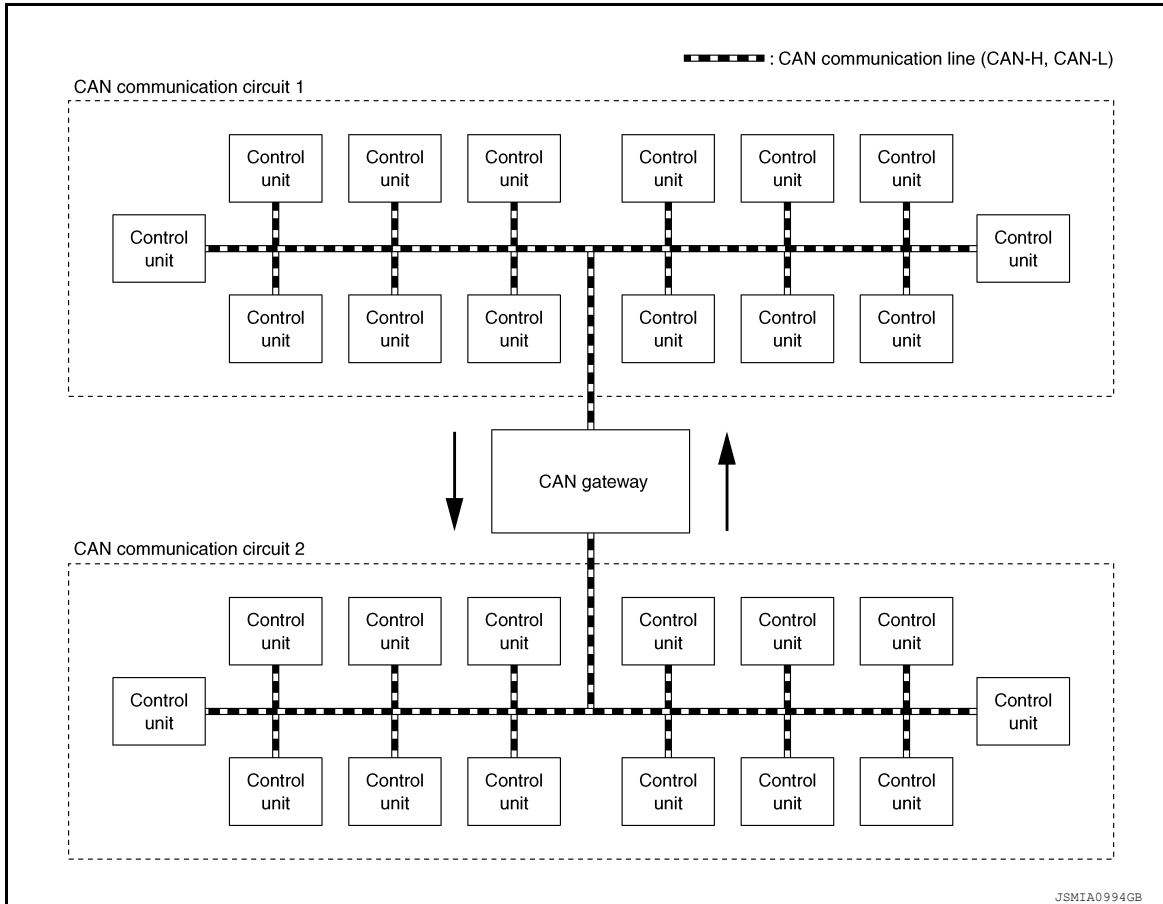 : CAN communication line (CAN-H, CAN-L)
CAN communication circuit 1
Control
unit
Control
unit
Control
unit
Control
unit
Control
unit
Control
unit
Control
unit
Control
unit
Control
unit
Control
unit
Control
unit
Control
unit
Control
unit
Control
unit
CAN gateway
CAN communication circuit 2
Control
unit
Control
unit
Control
unit
Control
unit
Control
unit
Control
unit
Control
unit
Control
unit
Control
unit
Control
unit
Control
unit
Control
unit
Control
unit
Control
unit
JSMIA0994GB